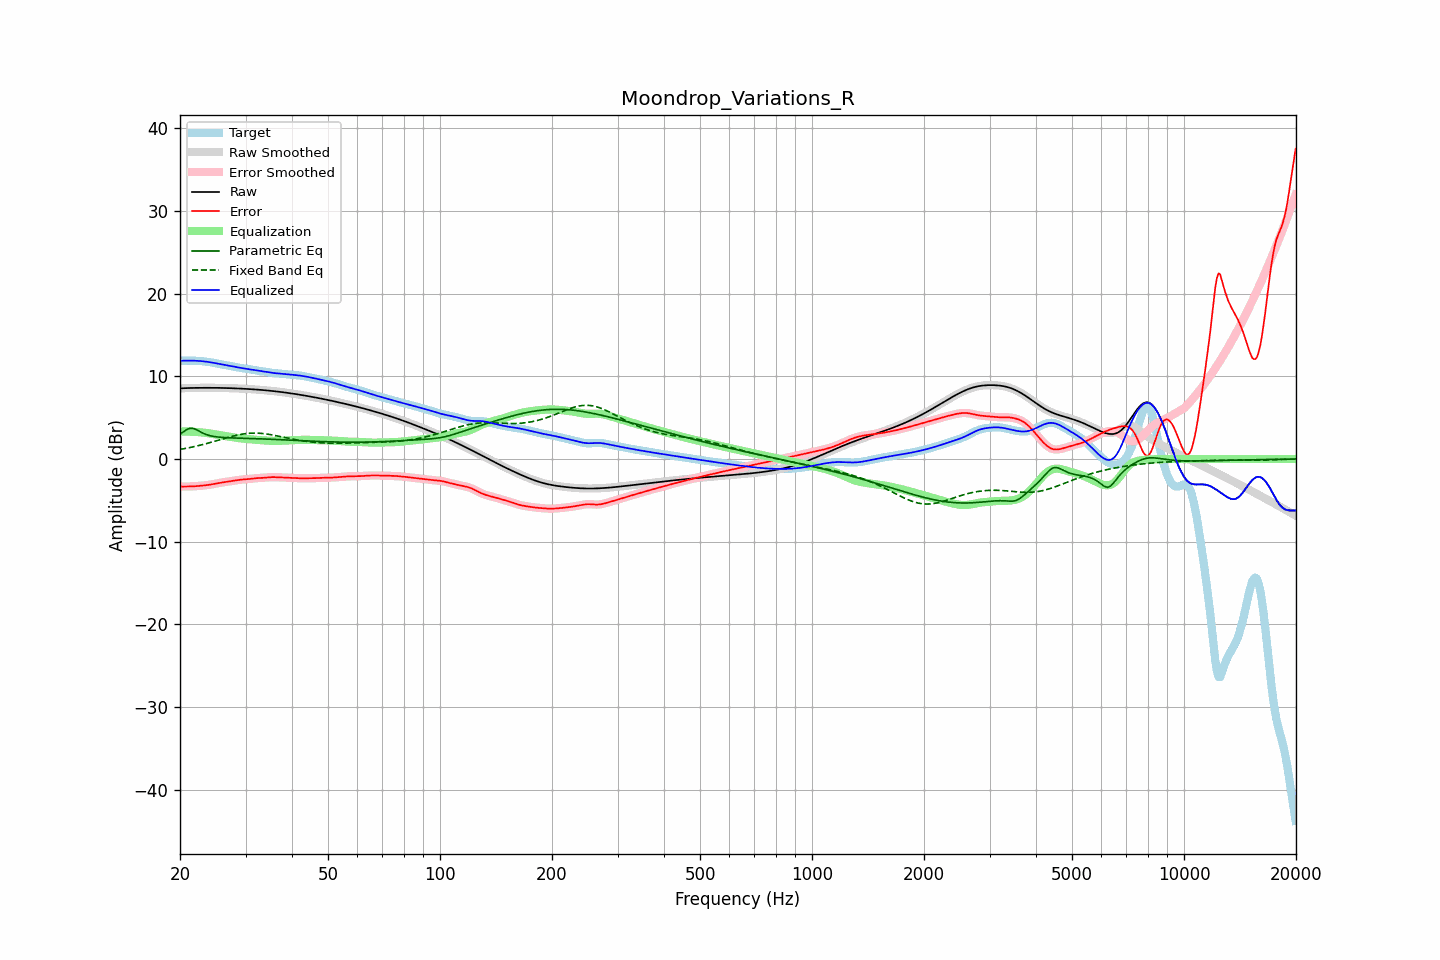 Moondrop_Variations_R
Target
Raw Smoothed
Error Smoothed
Raw
Error
Equalization
Parametric Eq
Fixed Band Eq
Equalized
40
30
20
10
0
−10
−20
−30
−40
Amplitude (dBr)
20 50 100 200 500 1000 2000 5000 10000 20000
Frequency (Hz)